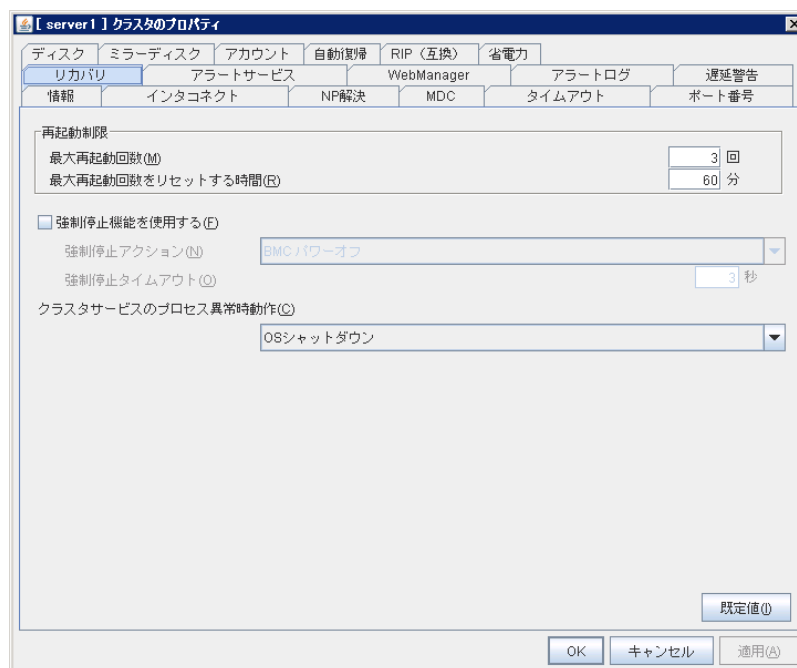 [ server1 ] クラスタのプロパティ
ディスク ミラーディスク アカウント 自動復帰 RIP（互換） 省電力
リカバリ アラートサービス WebManager アラートログ 遅延警告
情報 インタコネクト NP解決 MDC タイムアウト ポート番号
再起動制限
最大再起動回数(M) 3 回
最大再起動回数をリセットする時間(R) 60 分
強制停止機能を使用する(F)
強制停止アクション(N) BMC パワーオフ
強制停止タイムアウト(O) 3 秒
クラスタサービスのプロセス異常時動作(C)
OSシャットダウン
既定値(I)
OK キャンセル 適用(A)